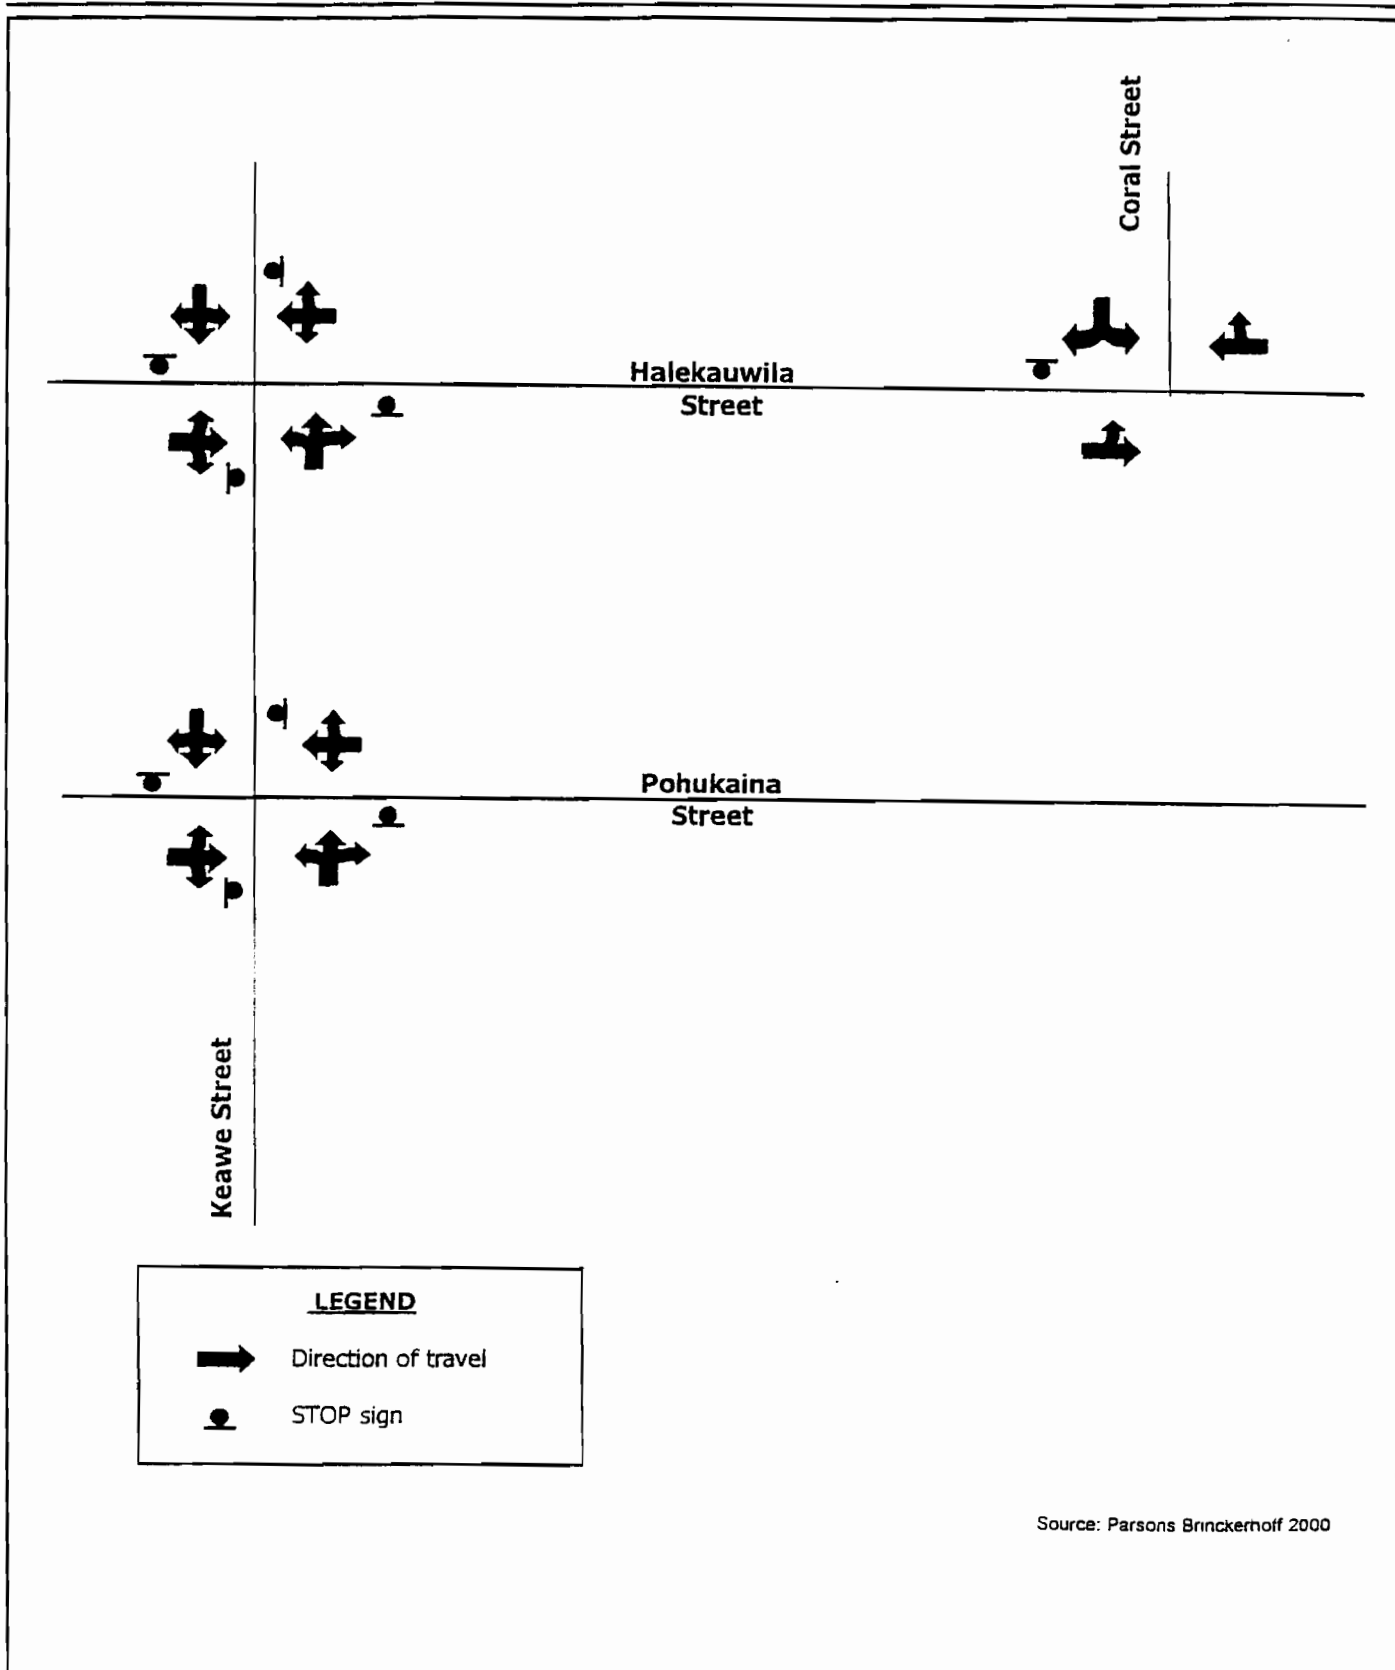 Coral Street
Halekauwila
Street
Pohukaina
Street
Keawe Street
LEGEND
Direction of travel
STOP sign
Source: Parsons Brinckerhoff 2000